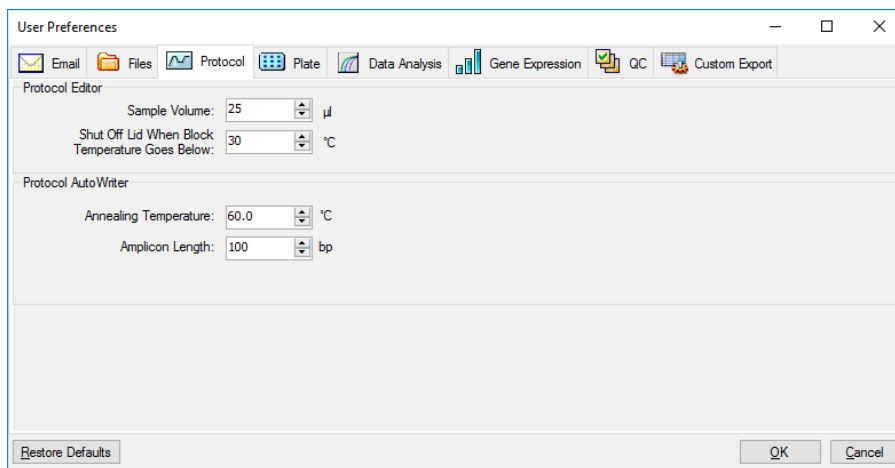 User Preferences
Email Files Protocol Plate Data Analysis Gene Expression QC Custom Export
Protocol Editor
Sample Volume: 25 µl
Shut Off Lid When Block
Temperature Goes Below: 30 °C
Protocol AutoWriter
Annealing Temperature: 60.0 °C
Amplicon Length: 100 bp
Restore Defaults OK Cancel